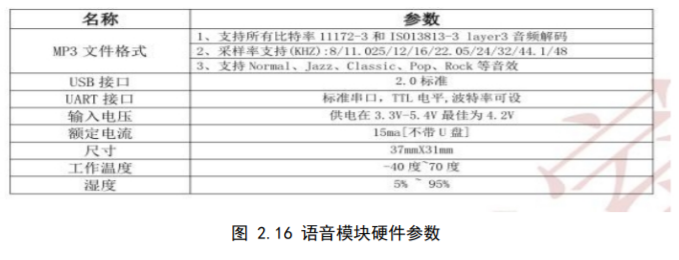 名称 参数
MP3 文件格式
1、支持所有比特率 11172-3 和 ISO13813-3 layer3 音频解码
2、采样率支持(KHZ):8/11.025/12/16/22.05/24/32/44.1/48
3、支持 Normal、Jazz、Classic、Pop、Rock 等音效
USB 接口 2.0 标准
UART 接口 标准串口，TTL 电平,波特率可设
输入电压 供电在 3.3V-5.4V 最佳为 4.2V
额定电流 15ma[不带 U 盘]
尺寸 37mmX31mm
工作温度 -40 度~70 度
湿度 5% ~ 95%
图 2.16 语音模块硬件参数